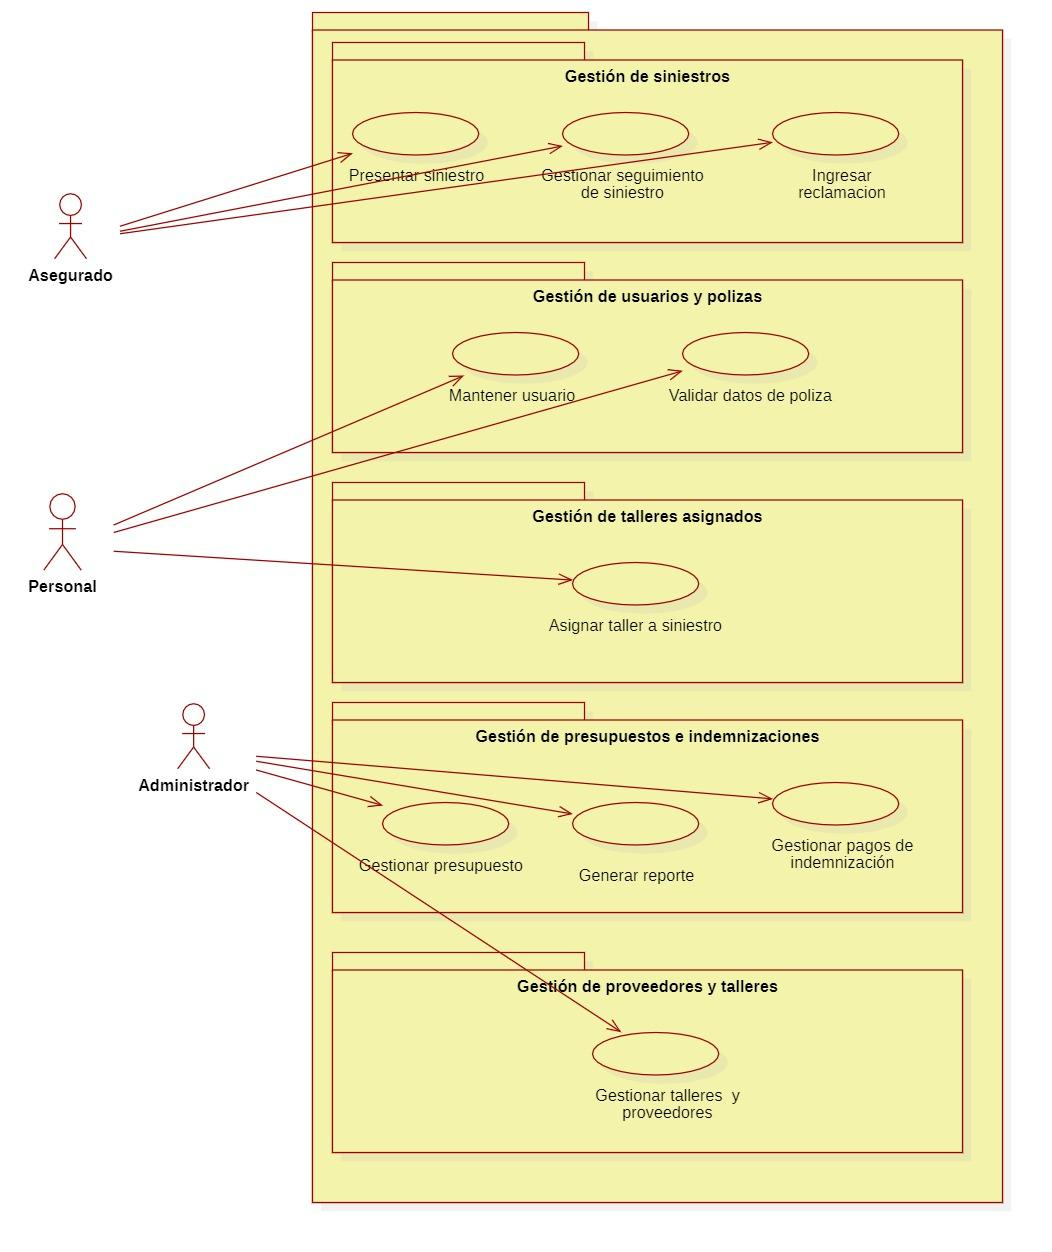 Gestión de siniestros
Presentar siniestro
Gestionar seguimiento
de siniestro
Ingresar
reclamacion
Asegurado
Gestión de usuarios y polizas
Mantener usuario
Validar datos de poliza
Personal
Gestión de talleres asignados
Asignar taller a siniestro
Administrador
Gestión de presupuestos e indemnizaciones
Gestionar presupuesto
Generar reporte
Gestionar pagos de
indemnización
Gestión de proveedores y talleres
Gestionar talleres  y
proveedores